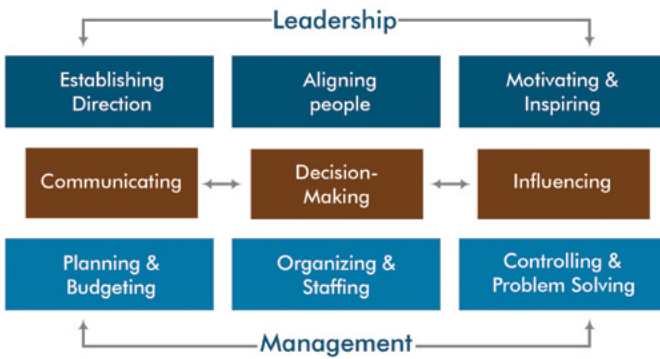 Leadership
Establishing
Direction
Aligning
people
Motivating &
Inspiring
Communicating
Decision-
Making
Influencing
Planning &
Budgeting
Organizing &
Staffing
Controlling &
Problem Solving
Management